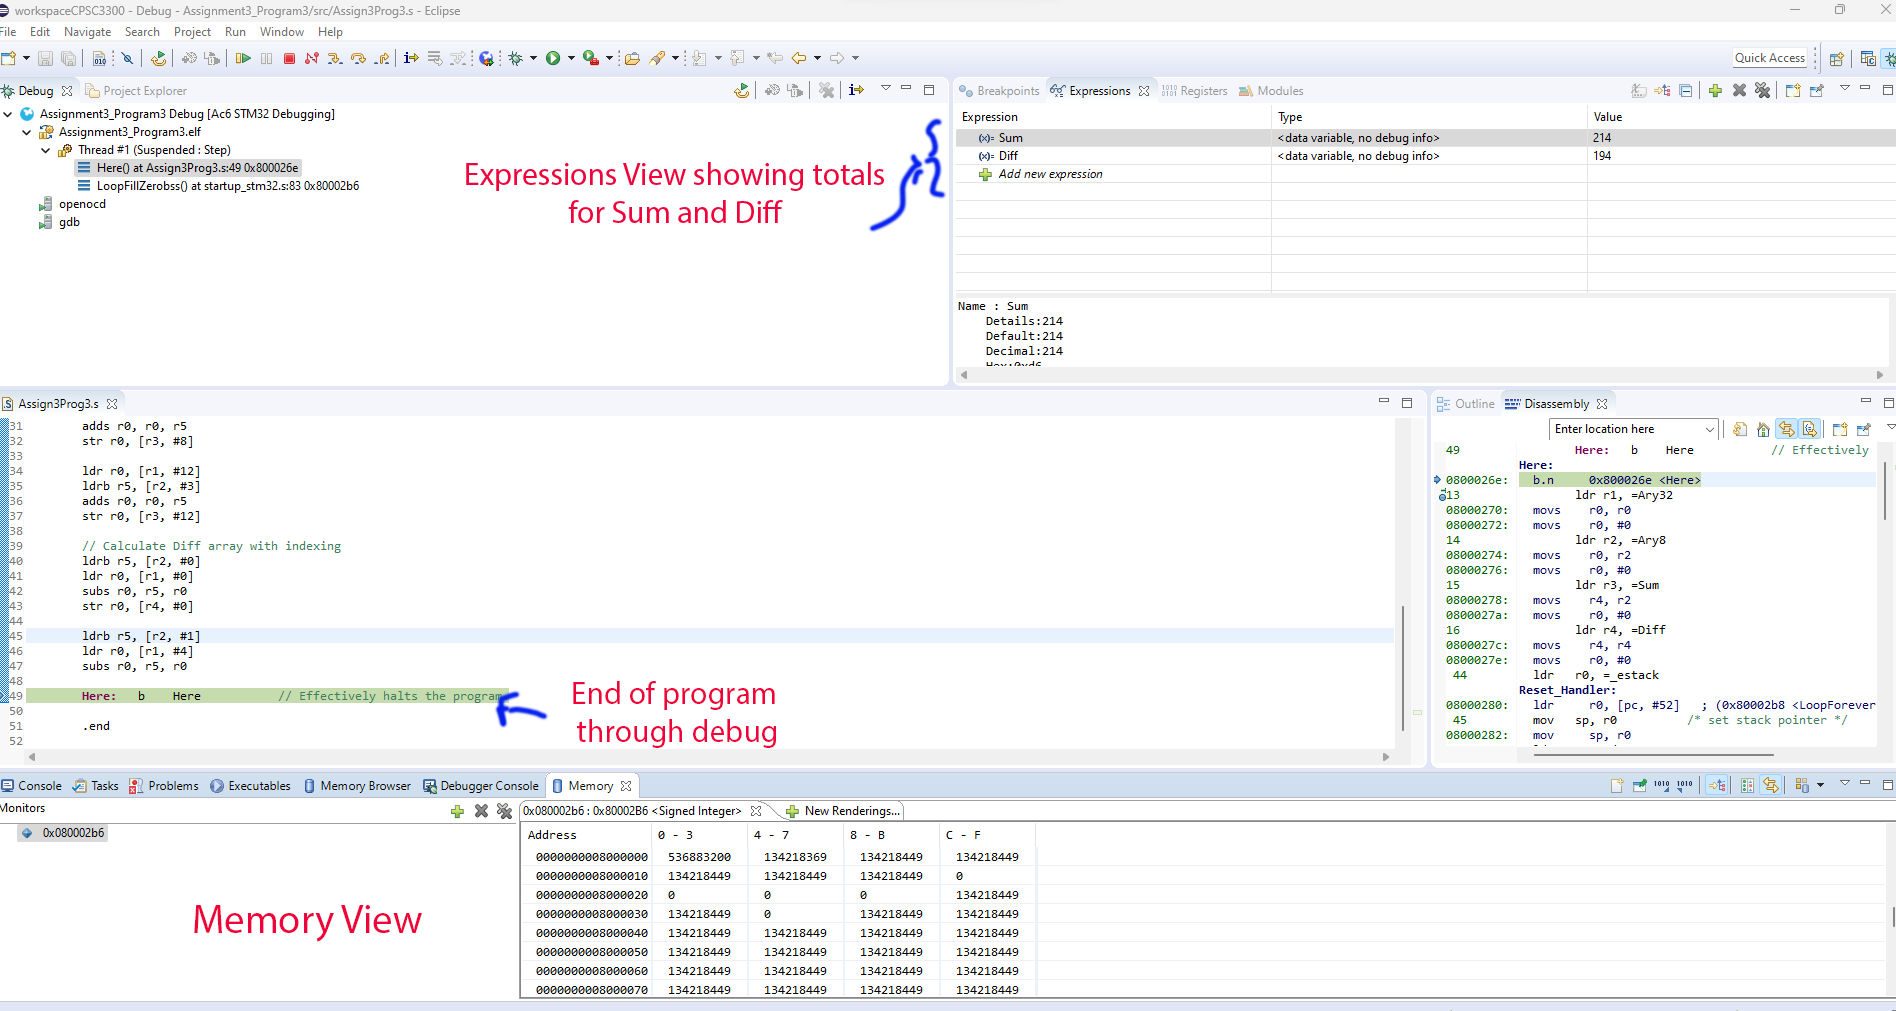 workspaceCPSC3300 - Debug - Assignment3_Program3/src/Assign3Prog3.s - Eclipse
File Edit Navigate Search Project Run Window Help
Quick Access
Debug Project Explorer
Assignment3_Program3 Debug [Ac6 STM32 Debugging]
Assignment3_Program3.elf
Thread #1 (Suspended : Step)
Here() at Assign3Prog3.s:49 0x800026e
LoopFillZerobss() at startup_stm32.s:83 0x80002b6
openocd
gdb
Expressions View showing totals
for Sum and Diff
Breakpoints Expressions Registers Modules
Expression Type Value
Sum <data variable, no debug info> 214
Diff <data variable, no debug info> 194
Add new expression
Name : Sum
Details:214
Default:214
Decimal:214
Hex:0xd6
Assign3Prog3.s
31 adds r0, r0, r5
32 str r0, [r3, #8]
33
34 ldr r0, [r1, #12]
35 ldrb r5, [r2, #3]
36 adds r0, r0, r5
37 str r0, [r3, #12]
38
39 // Calculate Diff array with indexing
40 ldrb r5, [r2, #0]
41 ldr r0, [r1, #0]
42 subs r0, r5, r0
43 str r0, [r4, #0]
44
45 ldrb r5, [r2, #1]
46 ldr r0, [r1, #4]
47 subs r0, r5, r0
48
49 Here: b Here // Effectively halts the program
50
51 .end
52
End of program
through debug
Outline Disassembly
Enter location here
49 Here: b Here // Effectively
Here:
0800026e: b.n 0x800026e <Here>
13 ldr r1, =Ary32
08000270: movs r0, r0
08000272: movs r0, #0
14 ldr r2, =Ary8
08000274: movs r0, r2
08000276: movs r0, #0
15 ldr r3, =Sum
08000278: movs r4, r2
0800027a: movs r0, #0
16 ldr r4, =Diff
0800027c: movs r4, r4
0800027e: movs r0, #0
44 ldr r0, =_estack
Reset_Handler:
08000280: ldr r0, [pc, #52] ; (0x80002b8 <LoopForever
45 mov sp, r0 /* set stack pointer */
08000282: mov sp, r0
Console Tasks Problems Executables Memory Browser Debugger Console Memory
Monitors
0x080002b6
0x080002b6 : 0x80002B6 <Signed Integer> New Renderings...
Address 0 - 3 4 - 7 8 - B C - F
0000000008000000 536883200 134218369 134218449 134218449
0000000008000010 134218449 134218449 134218449 0
0000000008000020 0 0 0 134218449
0000000008000030 134218449 0 134218449 134218449
0000000008000040 134218449 134218449 134218449 134218449
0000000008000050 134218449 134218449 134218449 134218449
0000000008000060 134218449 134218449 134218449 134218449
0000000008000070 134218449 134218449 134218449 134218449
Memory View